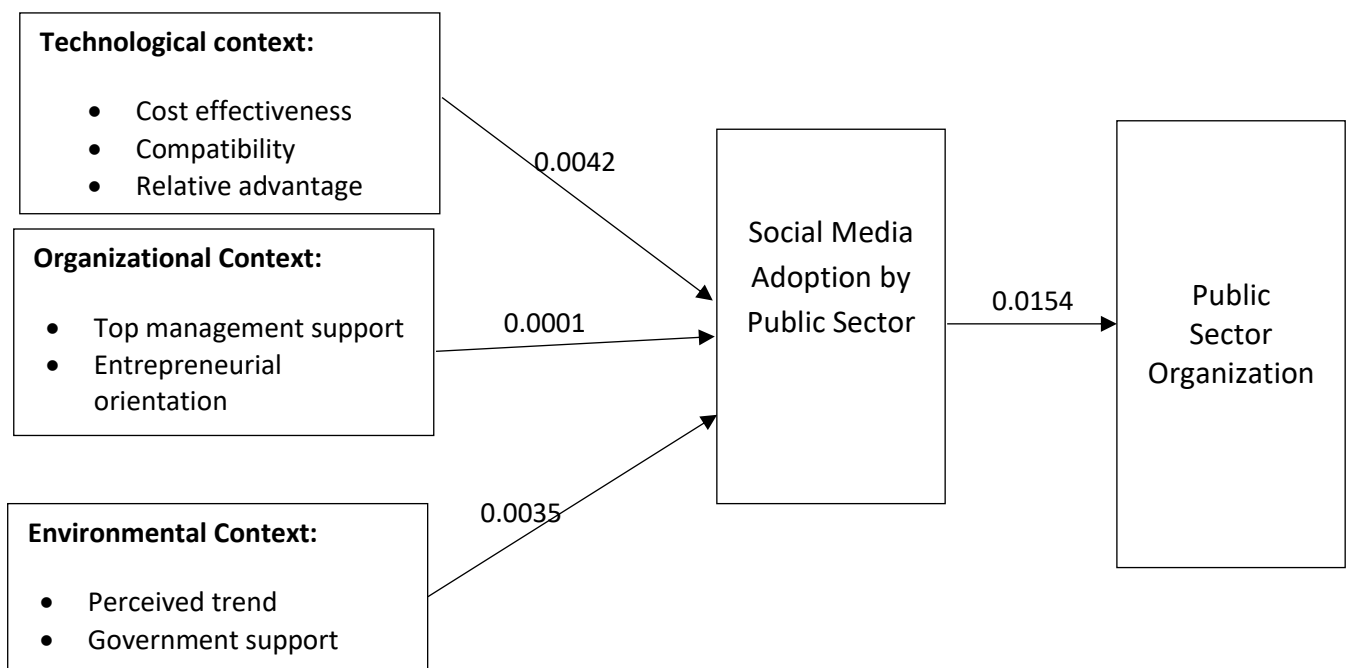 Technological context:
• Cost effectiveness
• Compatibility
• Relative advantage
0.0042
Organizational Context:
• Top management support
• Entrepreneurial
orientation
0.0001
Environmental Context:
• Perceived trend
• Government support
0.0035
Social Media
Adoption by
Public Sector
0.0154
Public
Sector
Organization